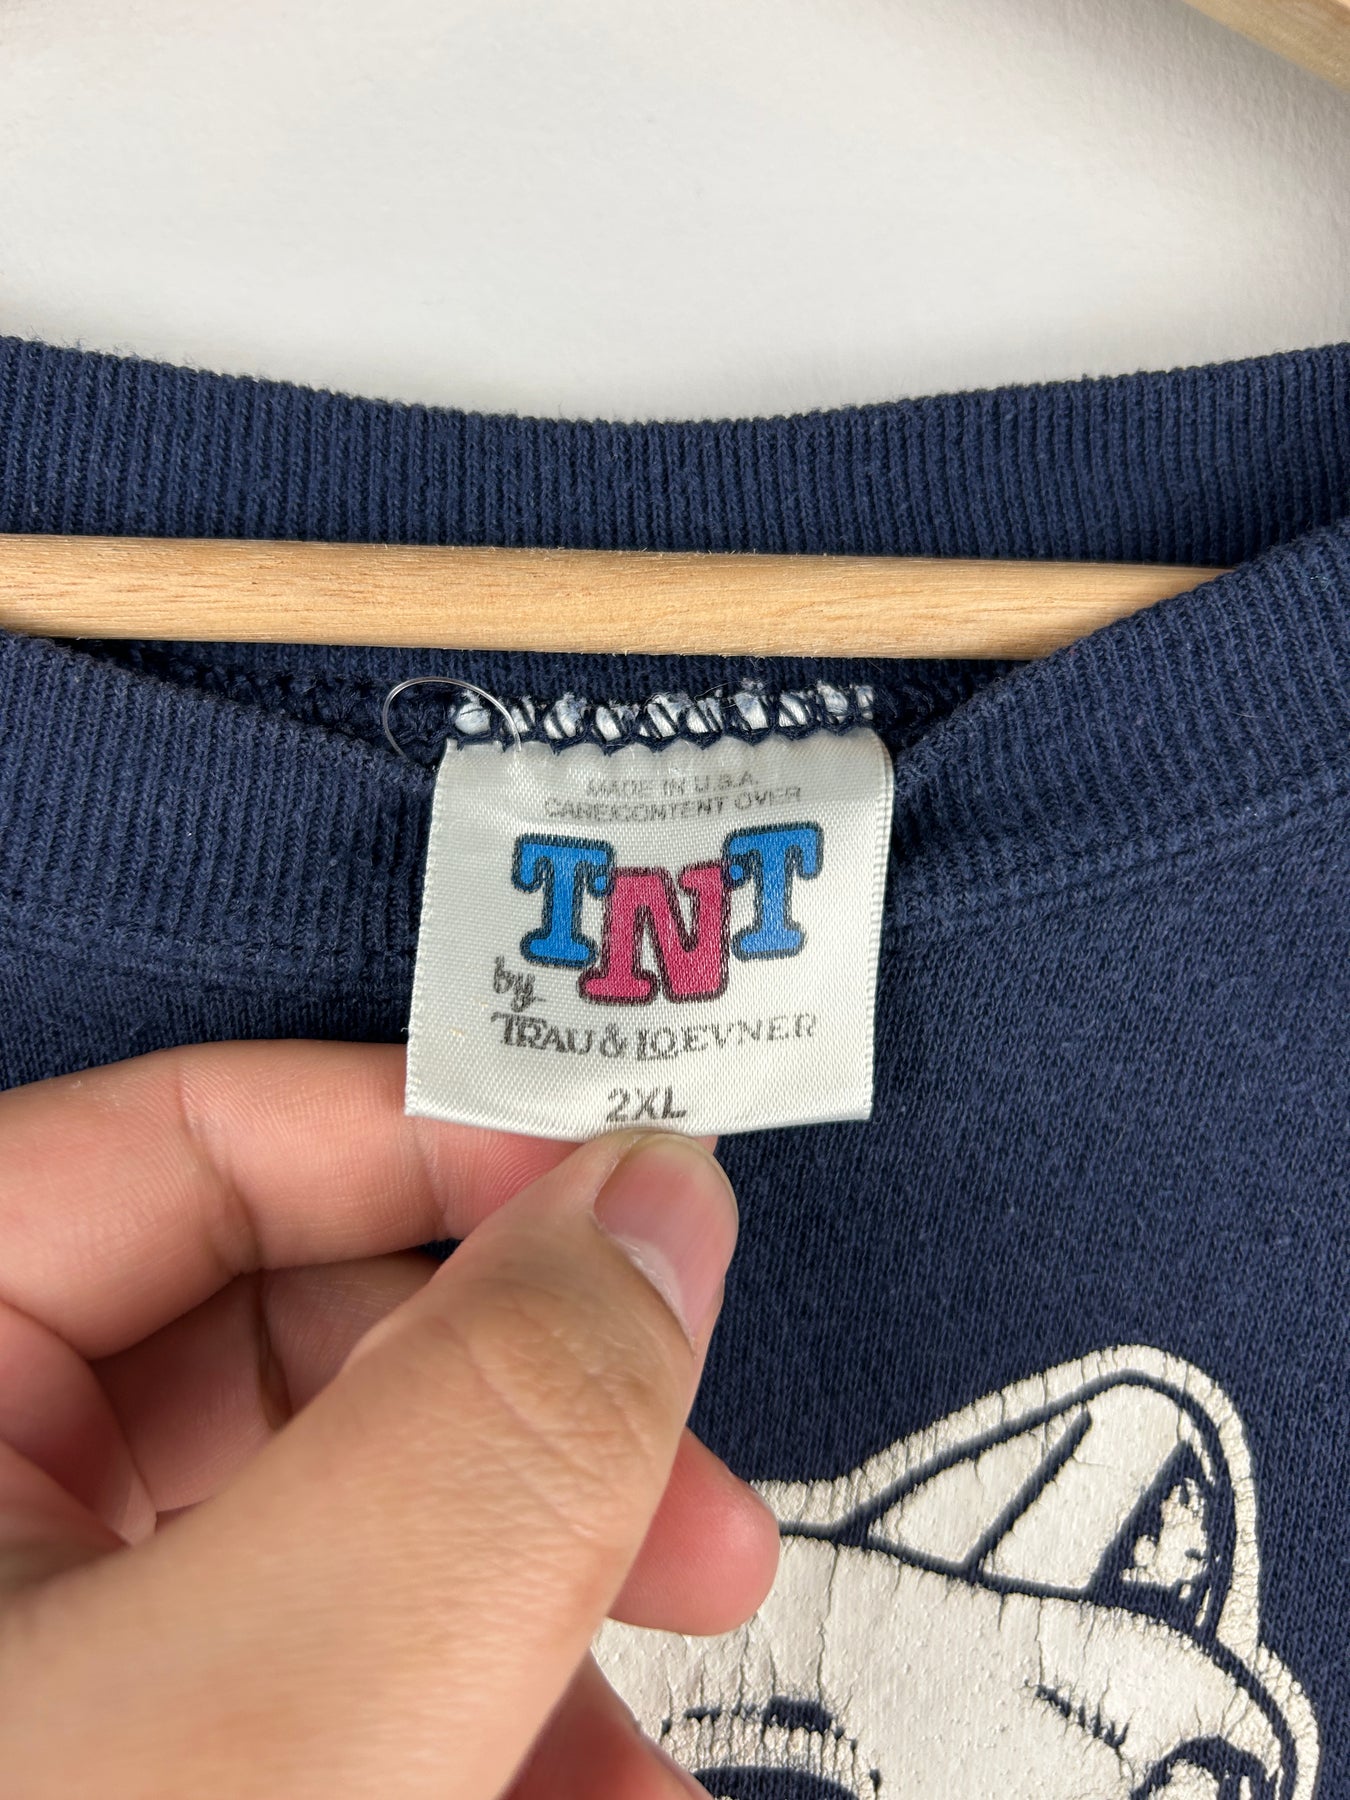 MADE IN U.S.A.
CARE/CONTENT OVER
TNT
by
TRAU & LOEVNER
2XL